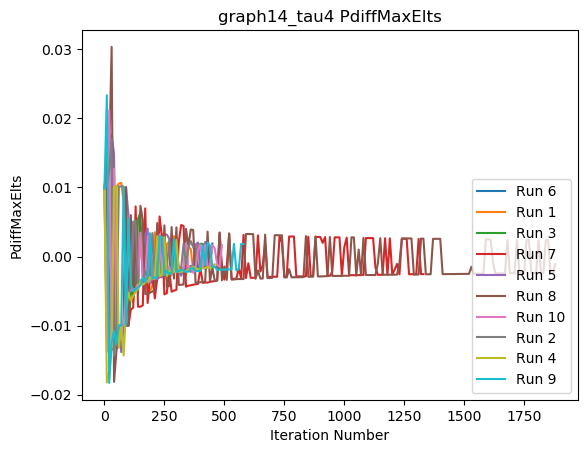 graph14_tau4 PdiffMaxElts
0.03
0.02
0.01
0.00
−0.01
−0.02
PdiffMaxElts
0
250
500
750
1000
1250
1500
1750
Iteration Number
Run 6
Run 1
Run 3
Run 7
Run 5
Run 8
Run 10
Run 2
Run 4
Run 9